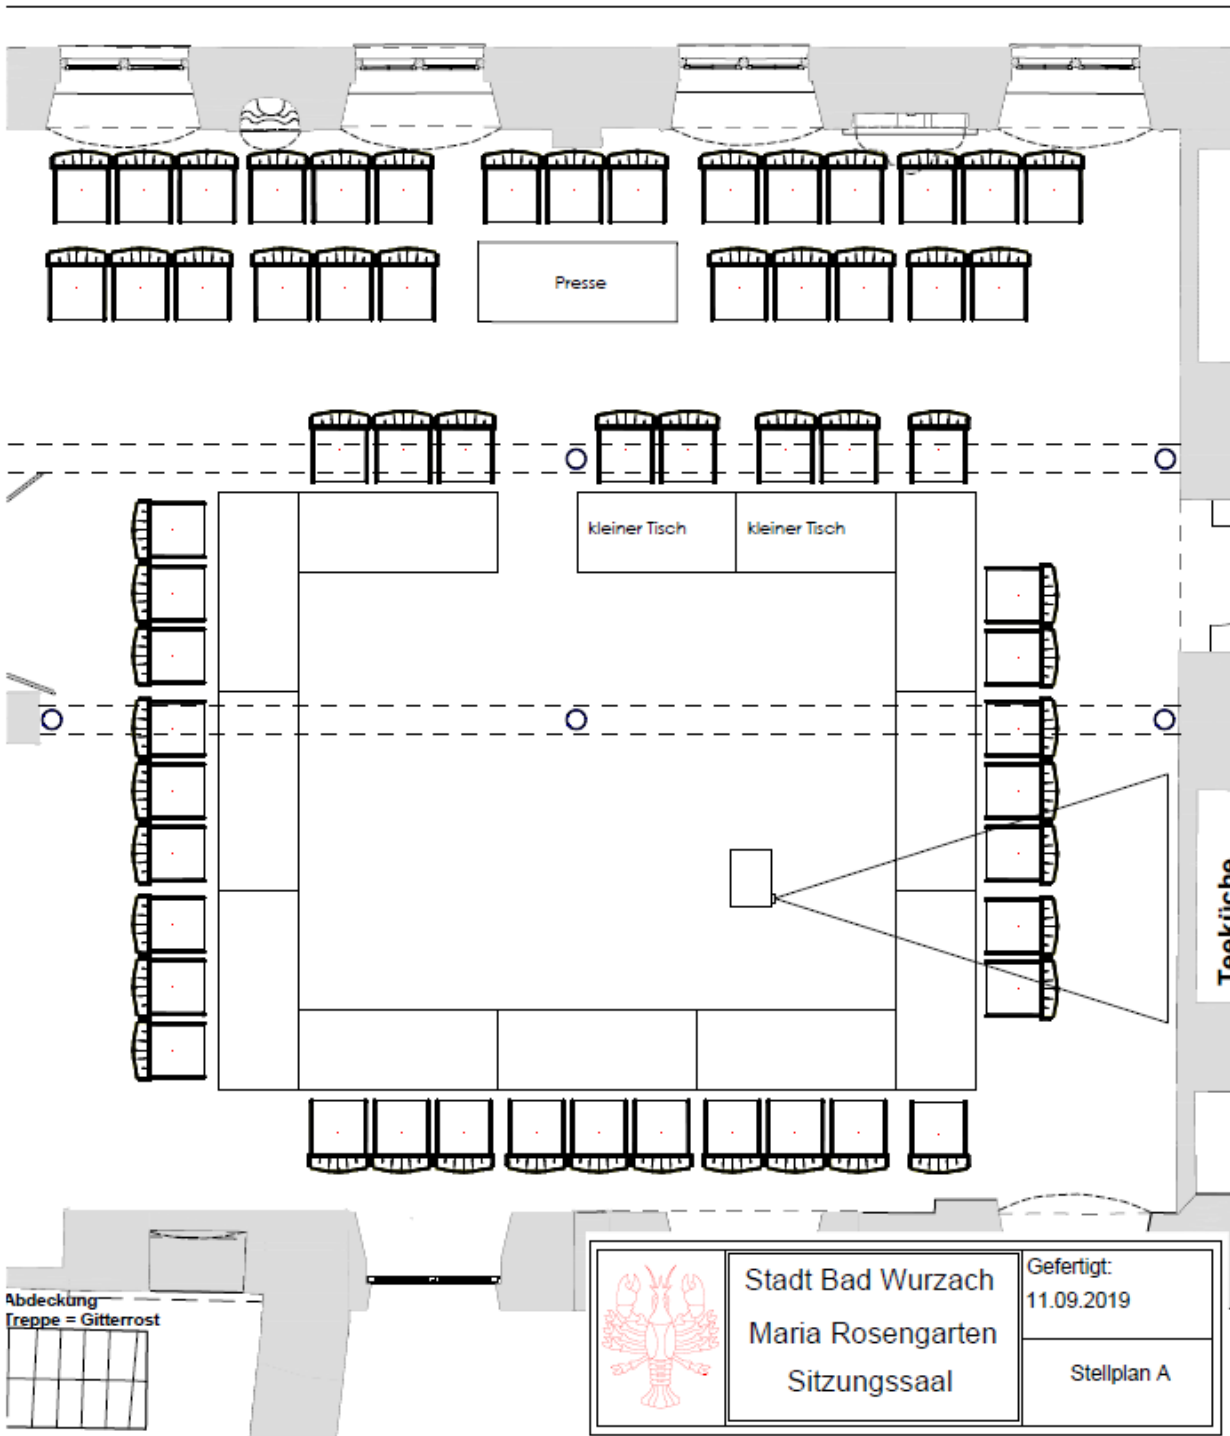 Presse
kleiner Tisch
kleiner Tisch
Teeküche
Abdeckung
Treppe = Gitterrost
Stadt Bad Wurzach
Maria Rosengarten
Sitzungssaal
Gefertigt:
11.09.2019
Stellplan A